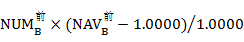 NUM_B^前 × (NAV_B^前 − 1.0000)/1.0000